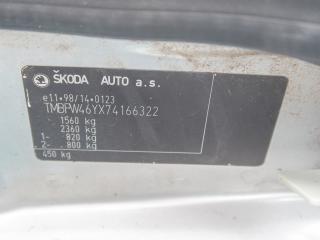 ŠKODA AUTO a.s.
e11*98/14*0123
TMBPW46YX74166322
1560 kg
2360 kg
1- 820 kg
2- 800 kg
450 kg